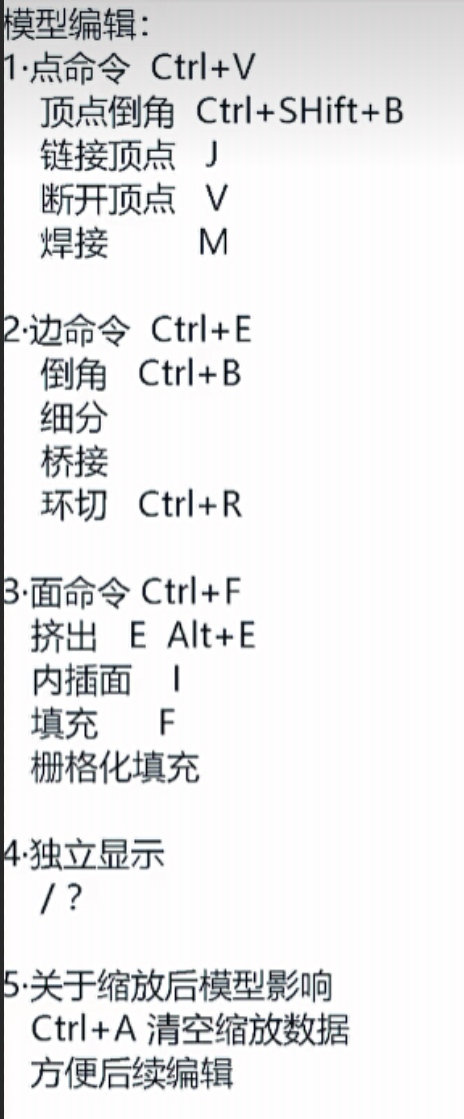 模型编辑：
1·点命令 Ctrl+V
顶点倒角 Ctrl+SHift+B
链接顶点 J
断开顶点 V
焊接 M
2·边命令 Ctrl+E
倒角 Ctrl+B
细分
桥接
环切 Ctrl+R
3·面命令 Ctrl+F
挤出 E Alt+E
内插面 I
填充 F
栅格化填充
4·独立显示
/ ?
5·关于缩放后模型影响
Ctrl+A 清空缩放数据
方便后续编辑